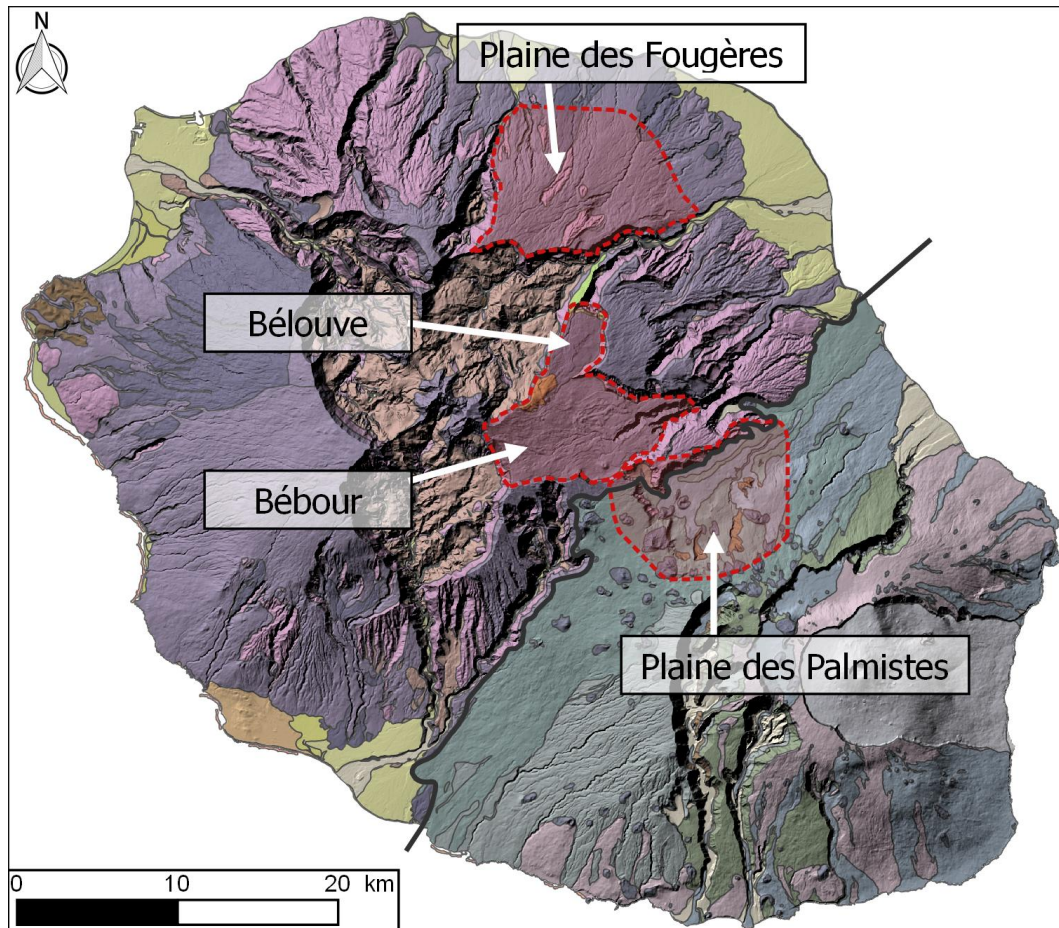 N
Plaine des Fougères
Bélouve
Bébour
Plaine des Palmistes
0 10 20 km